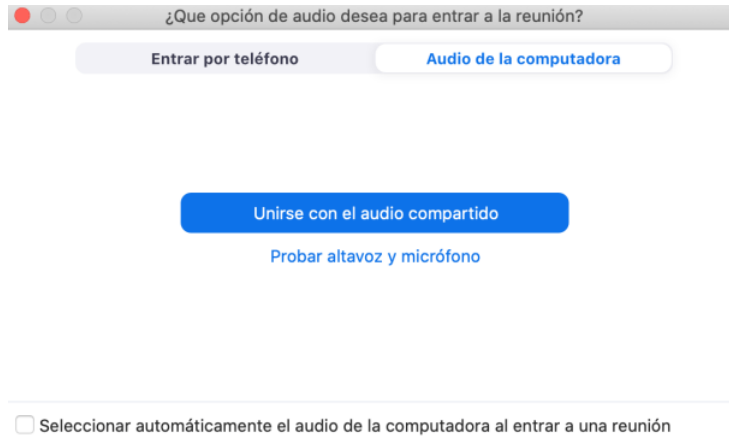 ¿Que opción de audio desea para entrar a la reunión?
Entrar por teléfono
Audio de la computadora
Unirse con el audio compartido
Probar altavoz y micrófono
Seleccionar automáticamente el audio de la computadora al entrar a una reunión